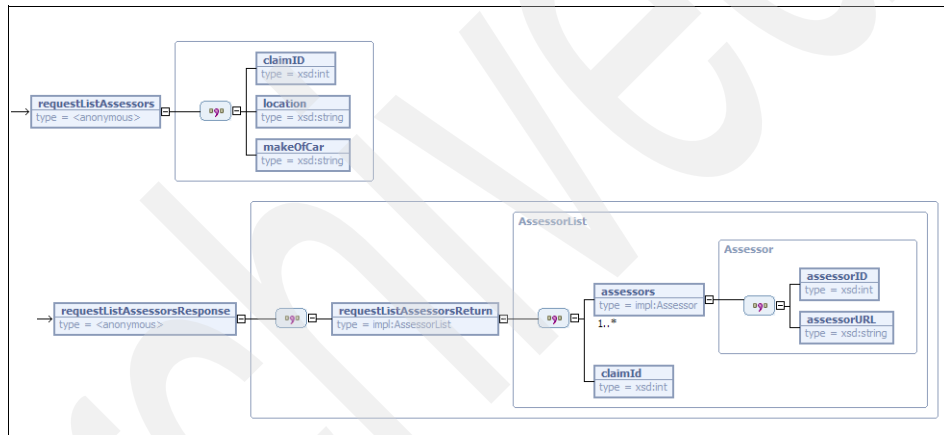 claimID
type = xsd:int
requestListAssessors
type = <anonymous>
location
type = xsd:string
makeOfCar
type = xsd:string
AssessorList
Assessor
assessorID
type = xsd:int
assessors
type = impl:Assessor
1..*
requestListAssessorsResponse
type = <anonymous>
requestListAssessorsReturn
type = impl:AssessorList
assessorURL
type = xsd:string
claimId
type = xsd:int